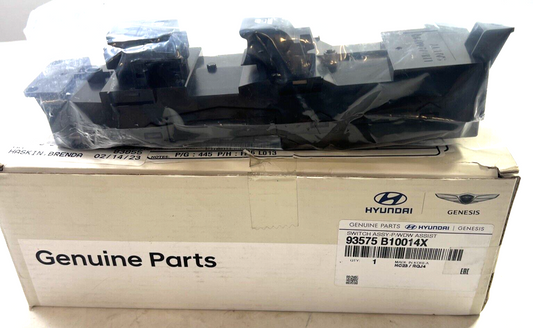 HASKIN, BRENDA 02/14/23
HYUNDAI
GENESIS
Genuine Parts
GENUINE PARTS HYUNDAI GENESIS
SWITCH ASSY-P/WDW ASSIST
93575 B10014X
QTY 1